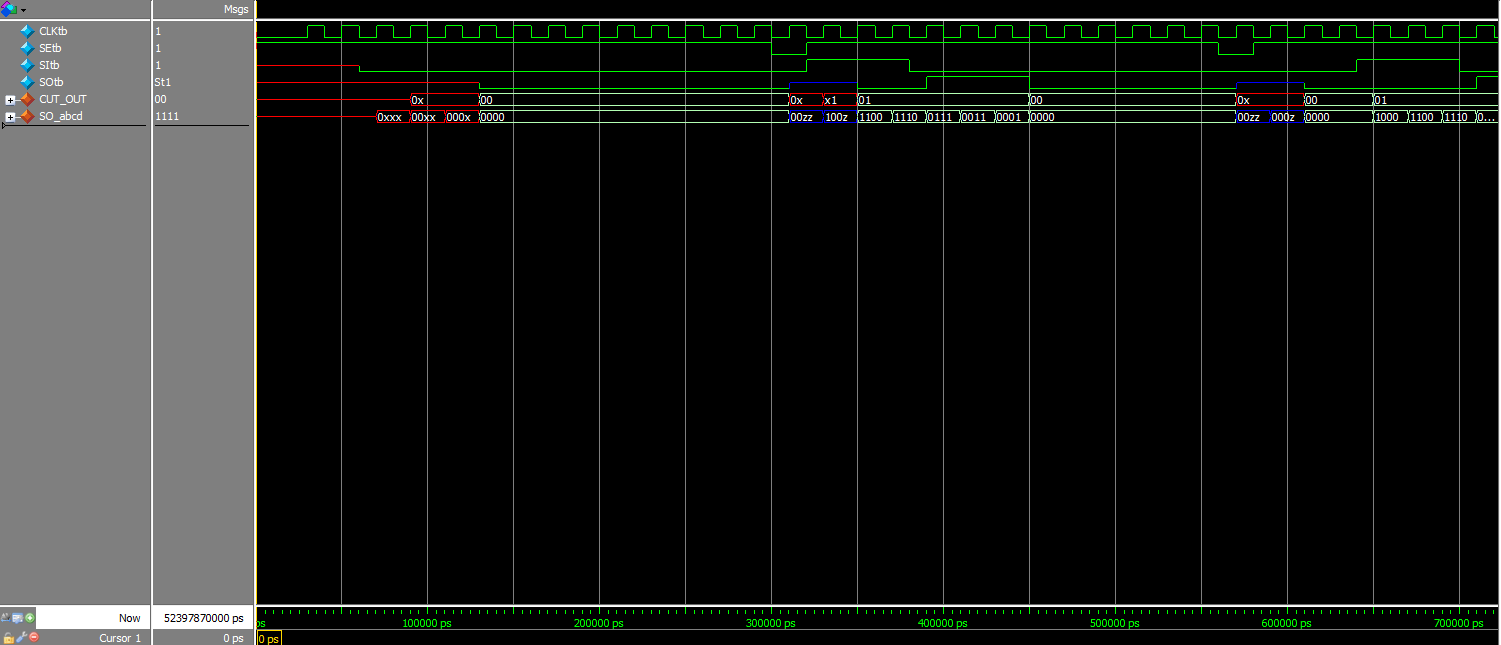 Msgs
CLKtb 1
SEtb 1
SItb 1
SOtb St1
CUT_OUT 00 0x 00 0x x1 01 00 0x 00 01
SO_abcd 1111 0xxx 00xx 000x 0000 00zz 100z 1100 1110 0111 0011 0001 0000 00zz 000z 0000 1000 1100 1110 0...
Now 52397870000 ps ps 100000 ps 200000 ps 300000 ps 400000 ps 500000 ps 600000 ps 700000 ps
Cursor 1 0 ps 0 ps